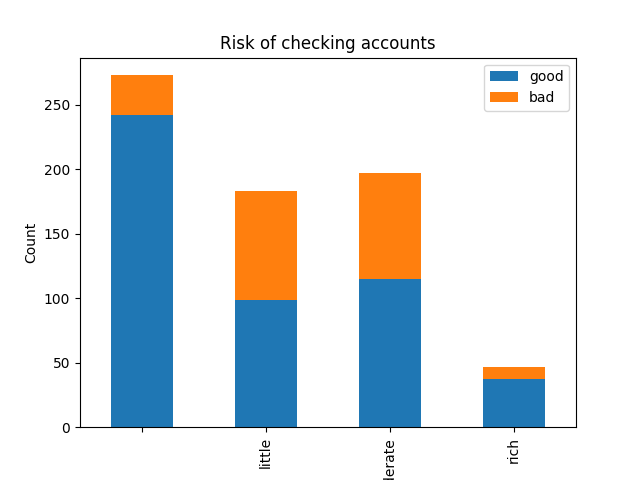 Risk of checking accounts
good
bad
250
200
150
100
50
0
Count
little
lerate
rich